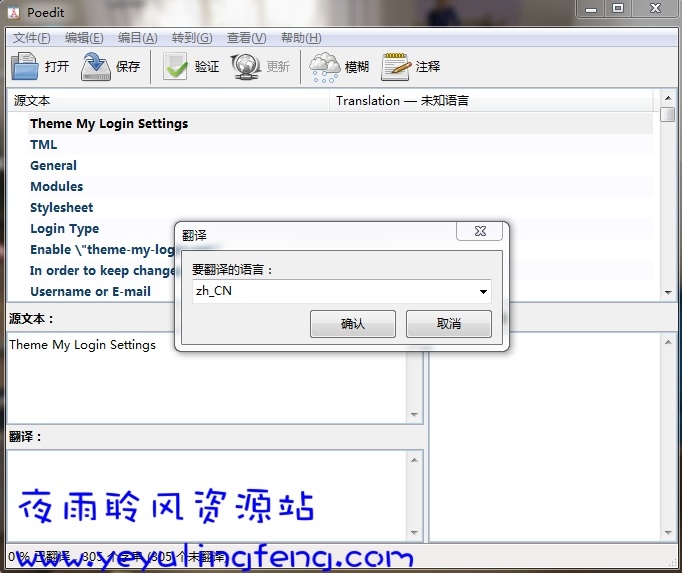 Poedit
文件(F) 编辑(E) 编目(A) 转到(G) 查看(V) 帮助(H)
打开 保存 验证 更新 模糊 注释
源文本 Translation — 未知语言
Theme My Login Settings
TML
General
Modules
Stylesheet
Login Type
Enable \"theme-my-login
In order to keep change
Username or E-mail
翻译
要翻译的语言：
zh_CN
确认 取消
源文本：
Theme My Login Settings
翻译：
夜雨聆风资源站
0 % 已翻译，805 个字串 (805 个未翻译)
www.yeyulingfeng.com